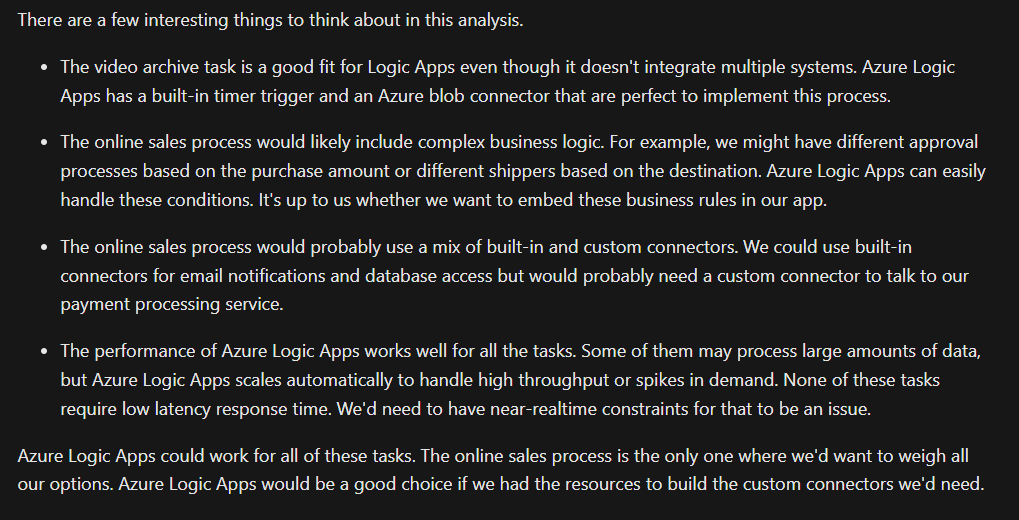 There are a few interesting things to think about in this analysis.
• The video archive task is a good fit for Logic Apps even though it doesn't integrate multiple systems. Azure Logic
Apps has a built-in timer trigger and an Azure blob connector that are perfect to implement this process.
• The online sales process would likely include complex business logic. For example, we might have different approval
processes based on the purchase amount or different shippers based on the destination. Azure Logic Apps can easily
handle these conditions. It's up to us whether we want to embed these business rules in our app.
• The online sales process would probably use a mix of built-in and custom connectors. We could use built-in
connectors for email notifications and database access but would probably need a custom connector to talk to our
payment processing service.
• The performance of Azure Logic Apps works well for all the tasks. Some of them may process large amounts of data,
but Azure Logic Apps scales automatically to handle high throughput or spikes in demand. None of these tasks
require low latency response time. We'd need to have near-realtime constraints for that to be an issue.
Azure Logic Apps could work for all of these tasks. The online sales process is the only one where we'd want to weigh all
our options. Azure Logic Apps would be a good choice if we had the resources to build the custom connectors we'd need.